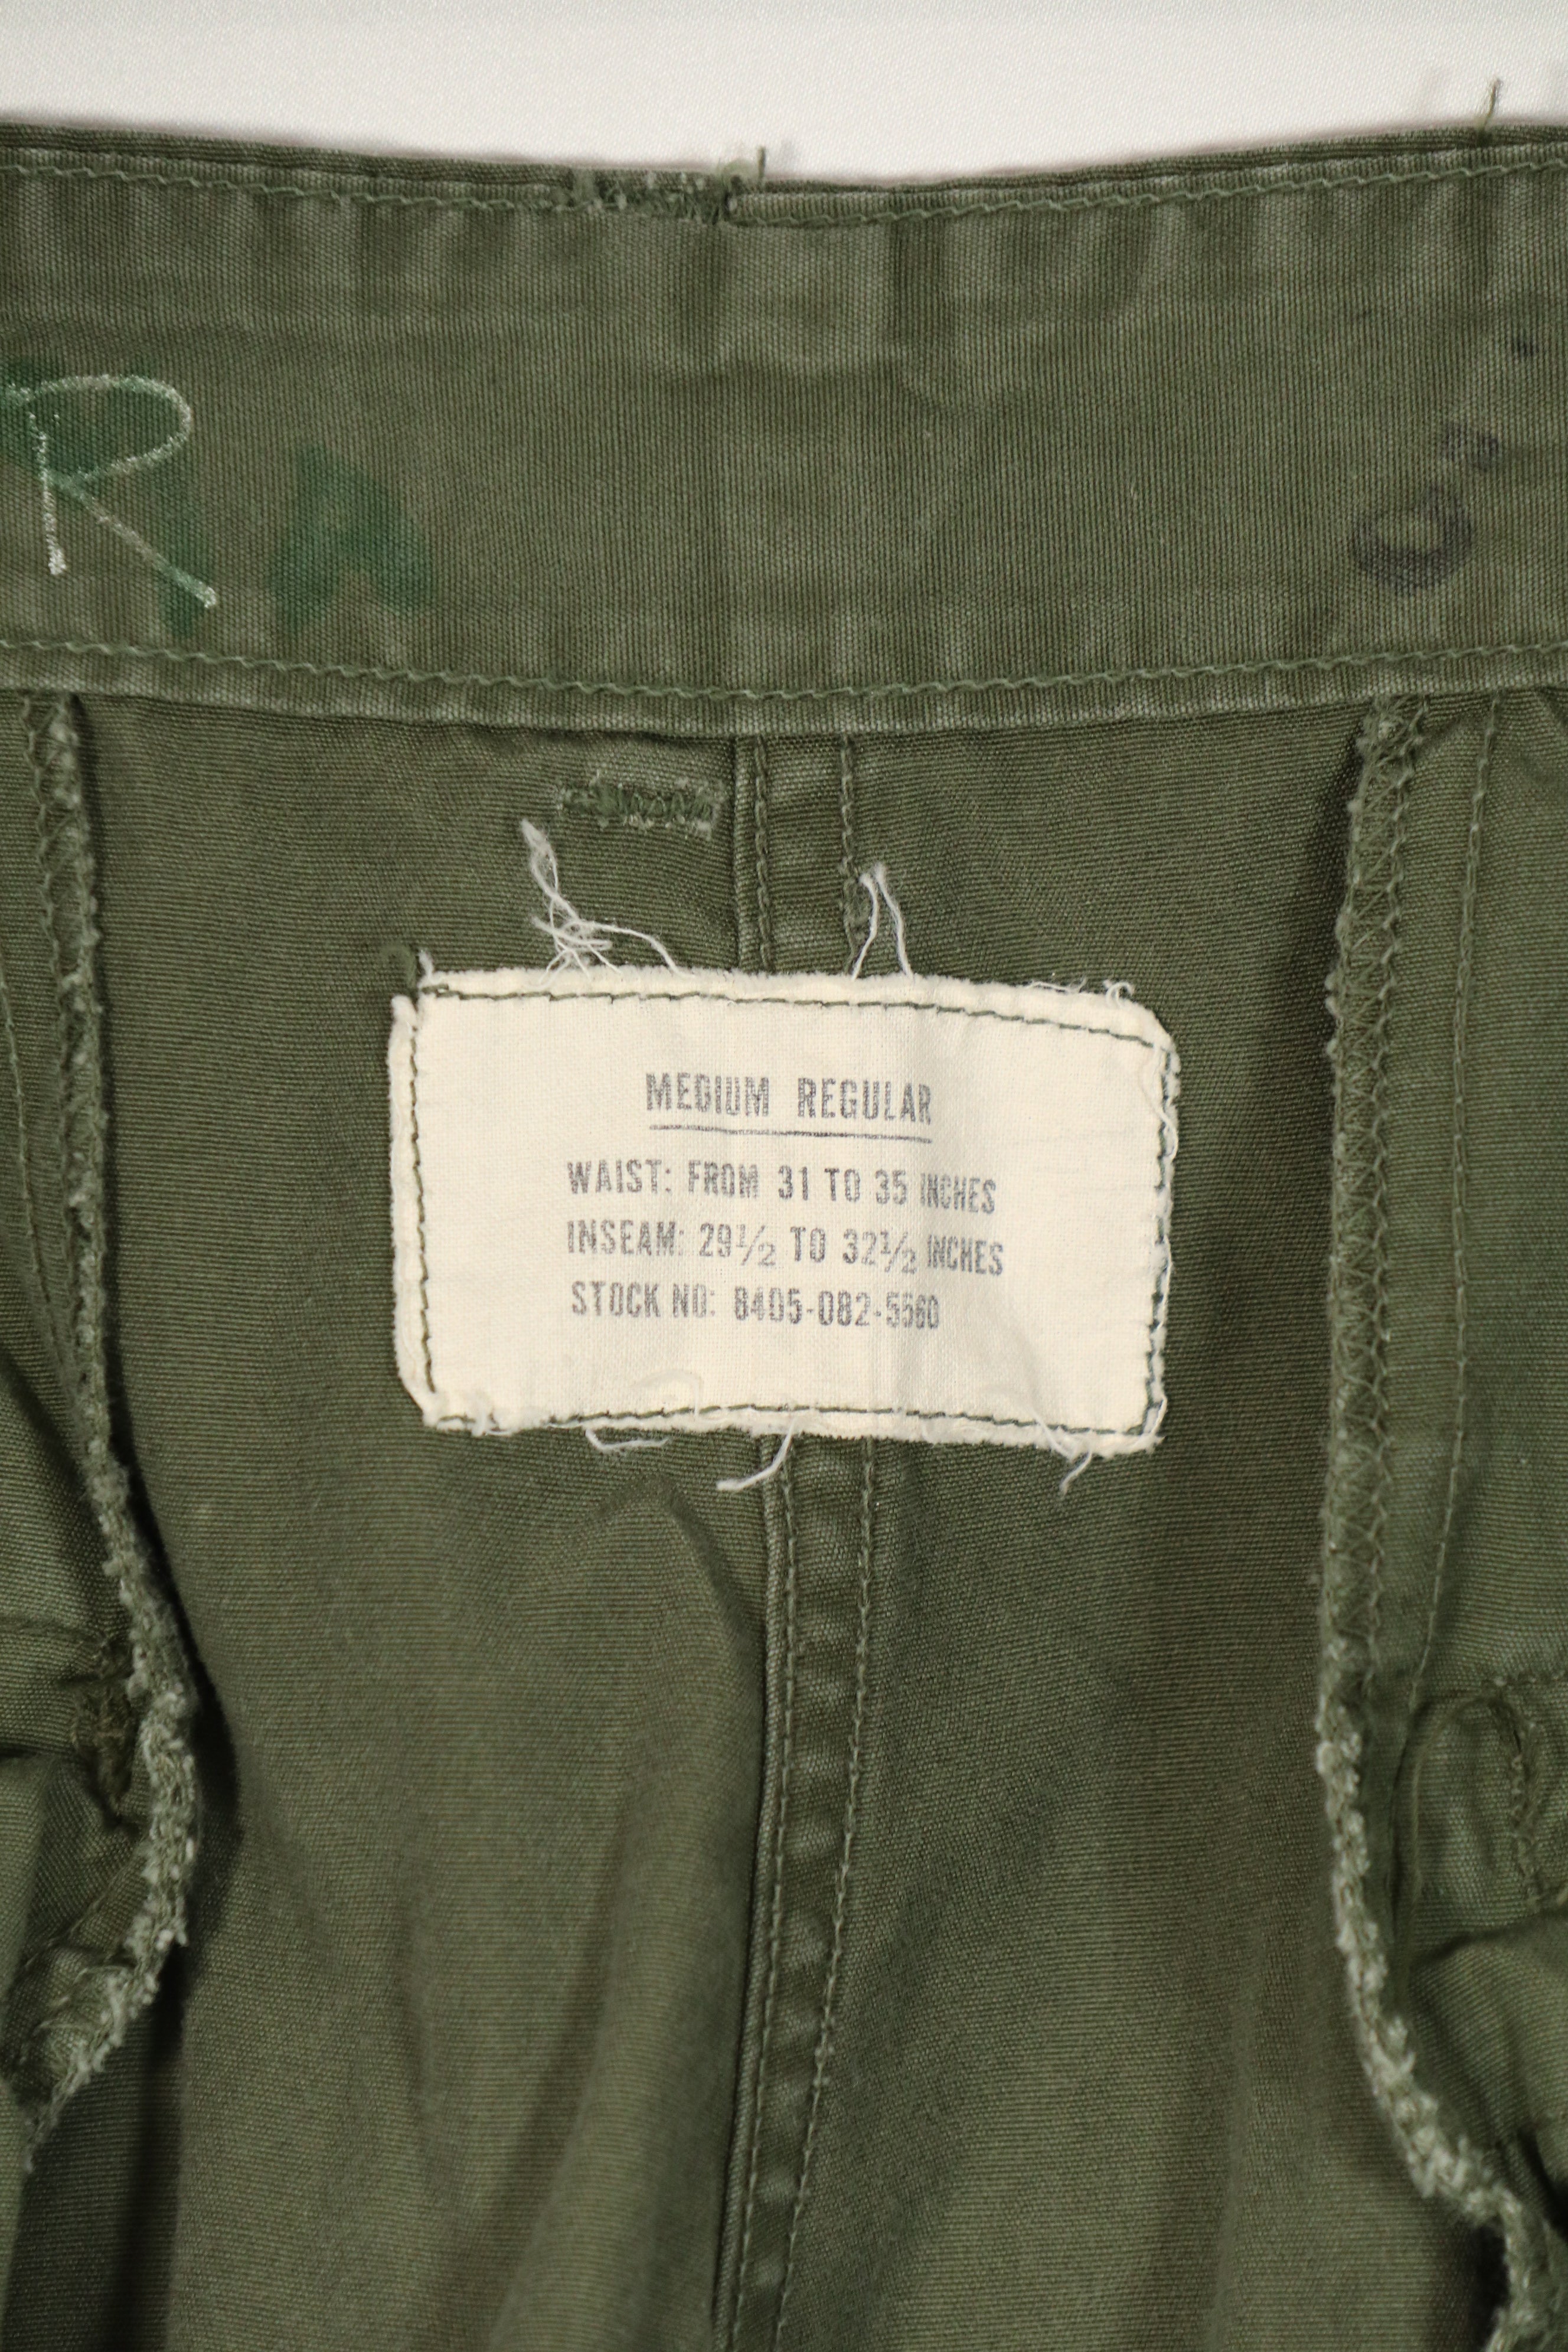 R
MEDIUM REGULAR
WAIST: FROM 31 TO 35 INCHES
INSEAM: 29½ TO 32½ INCHES
STOCK NO: 8405-082-5560